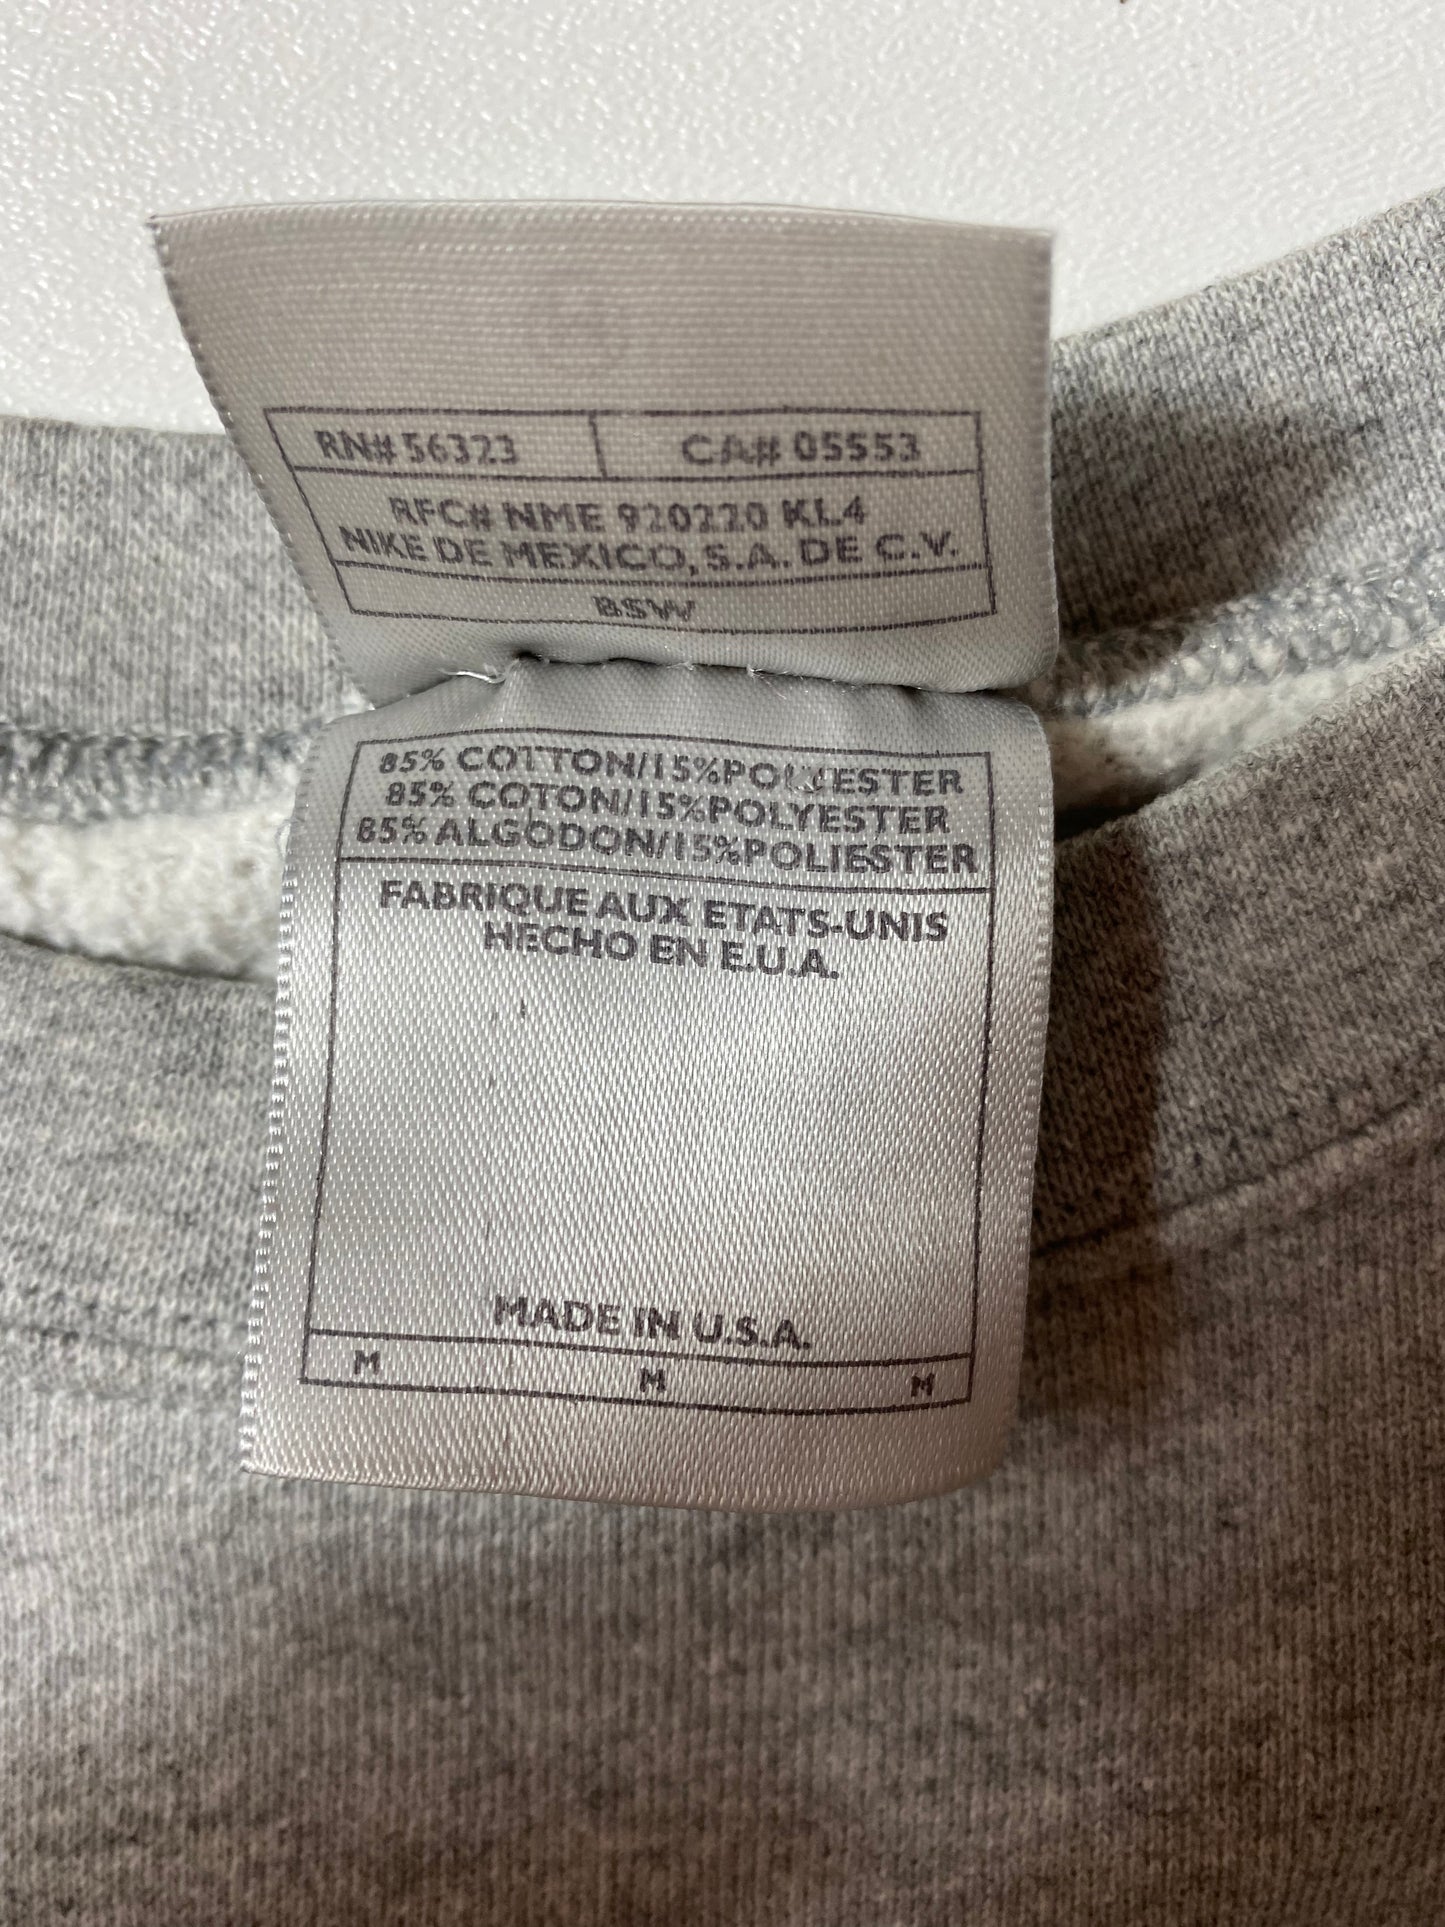 RN# 56323 CA# 05553
RFC# NME 920220 KL4
NIKE DE MEXICO, S.A. DE C.V.
BSW
85% COTTON/15%POLYESTER
85% COTON/15%POLYESTER
85% ALGODON/15%POLIESTER
FABRIQUE AUX ETATS-UNIS
HECHO EN E.U.A.
MADE IN U.S.A.
M M M